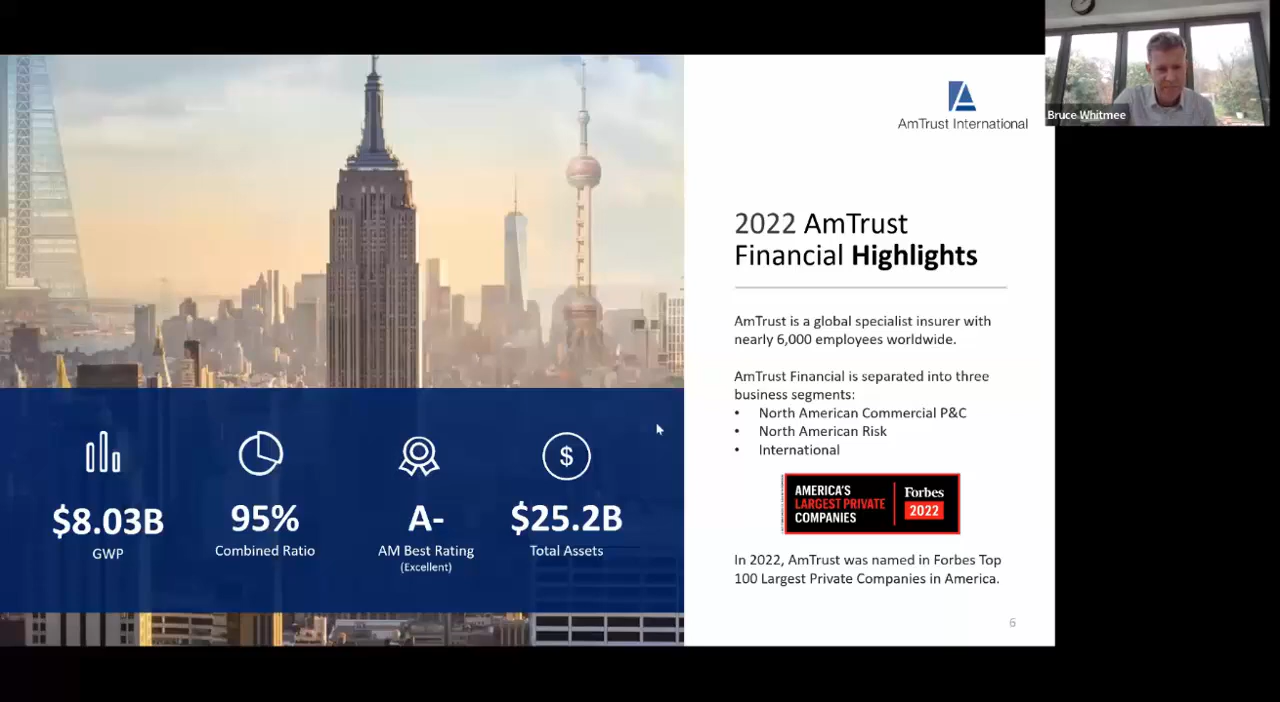 Bruce Whitmee
AmTrust International
2022 AmTrust
Financial Highlights
AmTrust is a global specialist insurer with
nearly 6,000 employees worldwide.
AmTrust Financial is separated into three
business segments:
• North American Commercial P&C
• North American Risk
• International
AMERICA'S
LARGEST PRIVATE
COMPANIES
Forbes
2022
In 2022, AmTrust was named in Forbes Top
100 Largest Private Companies in America.
6
$8.03B
GWP
95%
Combined Ratio
A-
AM Best Rating
(Excellent)
$
$25.2B
Total Assets